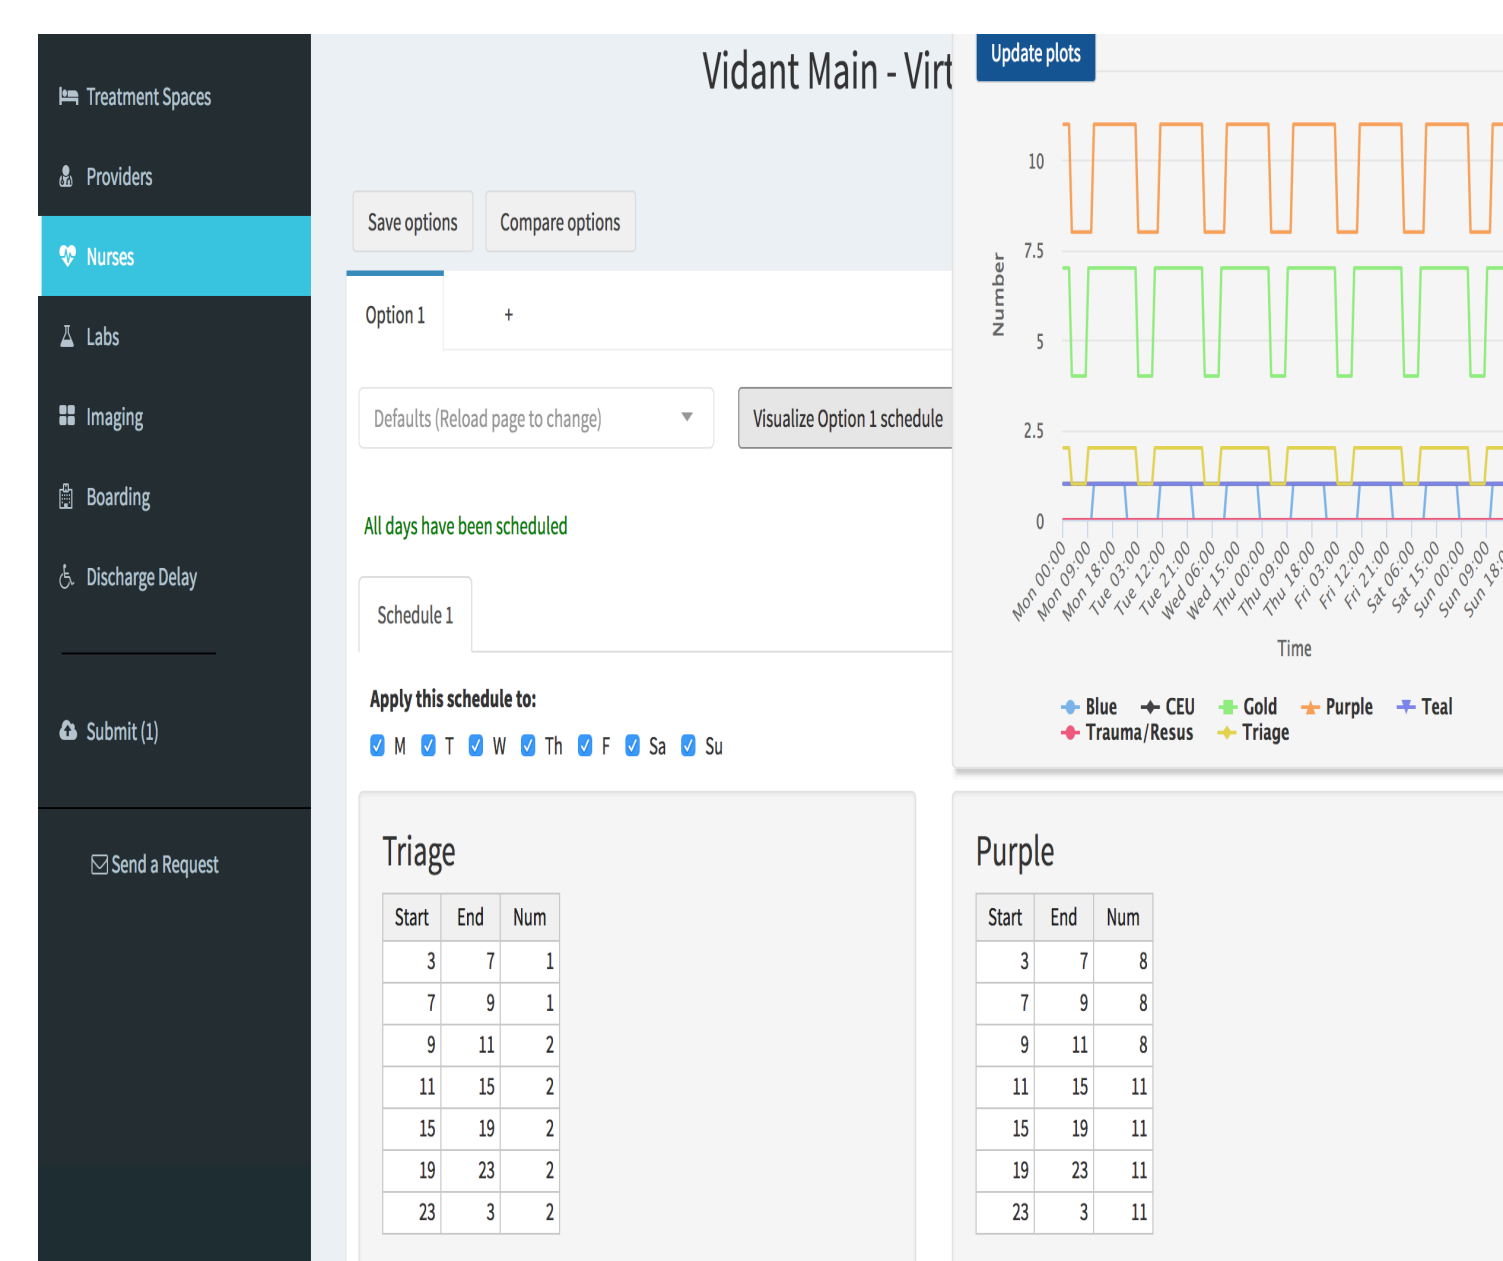 Treatment Spaces
Providers
Nurses
Labs
Imaging
Boarding
Discharge Delay
Submit (1)
Send a Request
Vidant Main - Virt
Save options
Compare options
Option 1
+
Defaults (Reload page to change)
Visualize Option 1 schedule
All days have been scheduled
Schedule 1
Apply this schedule to:
M T W Th F Sa Su
Update plots
10
7.5
5
2.5
0
Number
Mon 00:00
Mon 09:00
Mon 18:00
Tue 03:00
Tue 12:00
Tue 21:00
Wed 06:00
Wed 15:00
Thu 00:00
Thu 09:00
Thu 18:00
Fri 03:00
Fri 12:00
Fri 21:00
Sat 06:00
Sat 15:00
Sun 00:00
Sun 09:00
Sun 18:0
Time
Blue CEU Gold Purple Teal
Trauma/Resus Triage
Triage
Start End Num
3 7 1
7 9 1
9 11 2
11 15 2
15 19 2
19 23 2
23 3 2
Purple
Start End Num
3 7 8
7 9 8
9 11 8
11 15 11
15 19 11
19 23 11
23 3 11